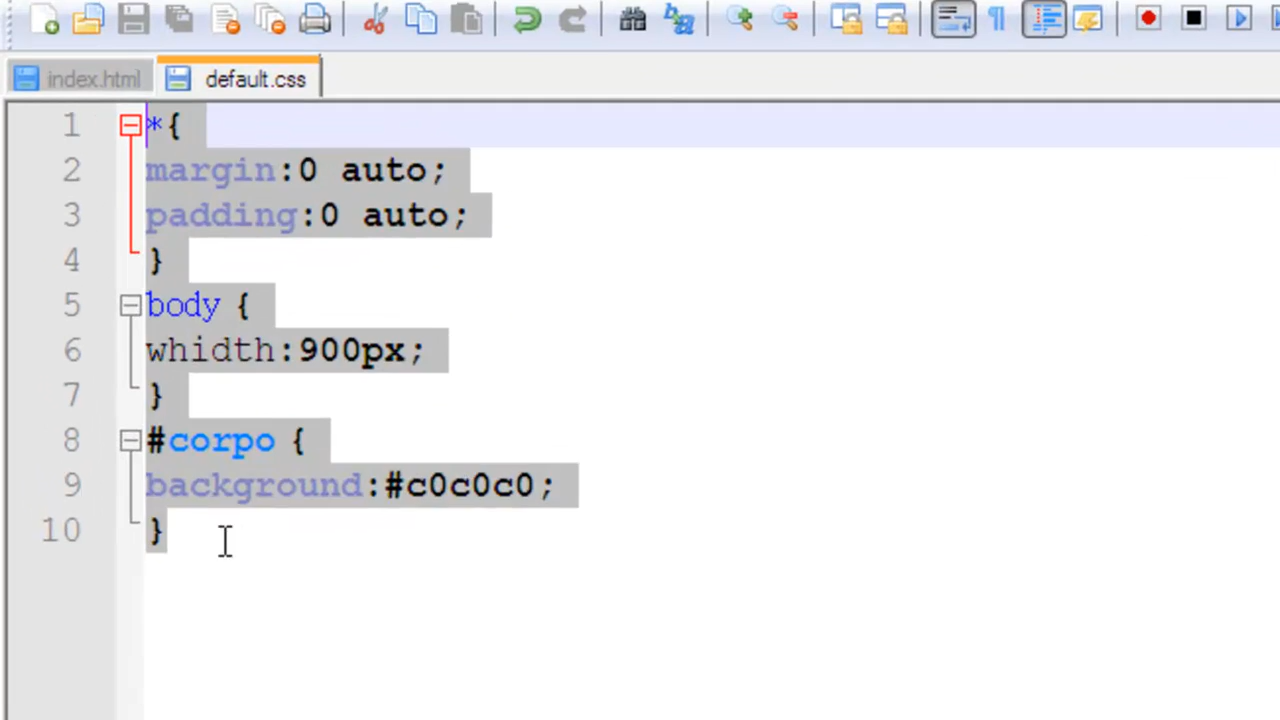 index.html
default.css
1 *{
2 margin:0 auto;
3 padding:0 auto;
4 }
5 body {
6 whidth:900px;
7 }
8 #corpo {
9 background:#c0c0c0;
10 }